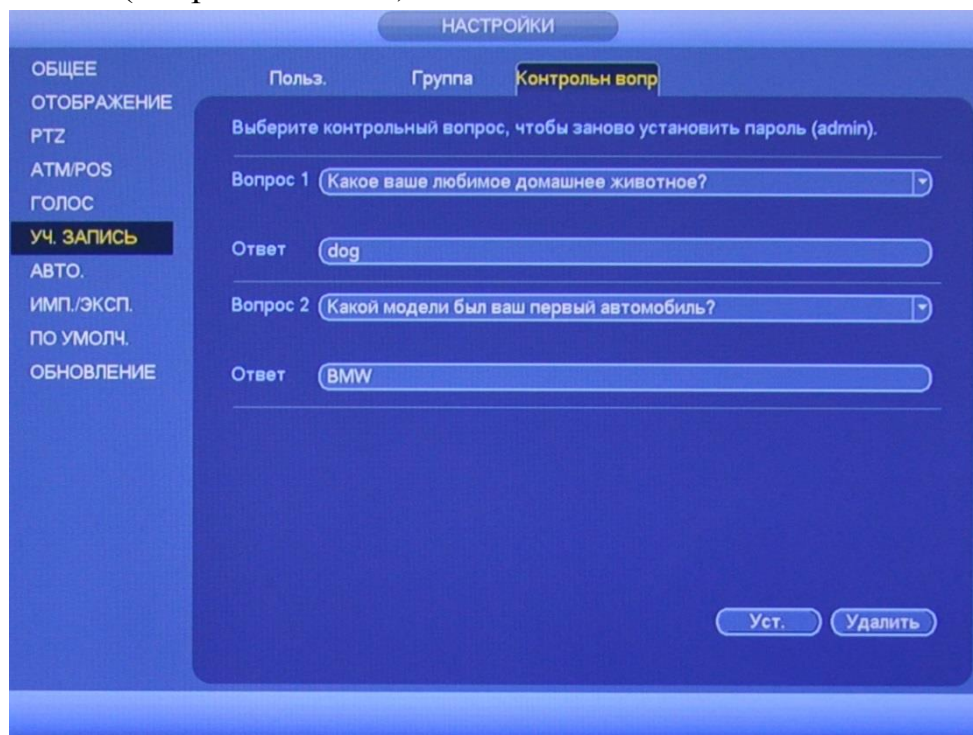 НАСТРОЙКИ
ОБЩЕЕ
ОТОБРАЖЕНИЕ
PTZ
ATM/POS
ГОЛОС
УЧ. ЗАПИСЬ
АВТО.
ИМП./ЭКСП.
ПО УМОЛЧ.
ОБНОВЛЕНИЕ
Польз. Группа Контрольн вопр
Выберите контрольный вопрос, чтобы заново установить пароль (admin).
Вопрос 1 Какое ваше любимое домашнее животное?
Ответ dog
Вопрос 2 Какой модели был ваш первый автомобиль?
Ответ BMW
Уст. Удалить